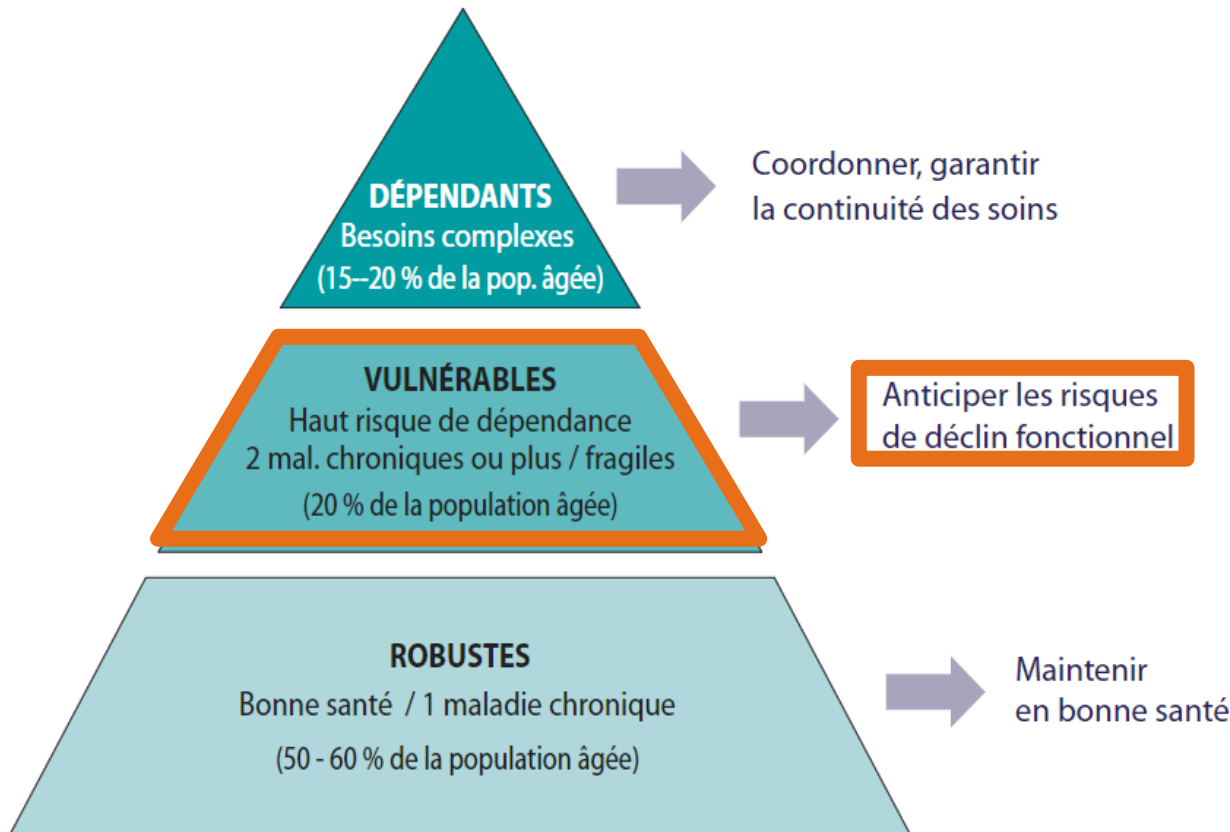 DÉPENDANTS
Besoins complexes
(15--20 % de la pop. âgée)
Coordonner, garantir
la continuité des soins
VULNÉRABLES
Haut risque de dépendance
2 mal. chroniques ou plus / fragiles
(20 % de la population âgée)
Anticiper les risques
de déclin fonctionnel
ROBUSTES
Bonne santé / 1 maladie chronique
(50 - 60 % de la population âgée)
Maintenir
en bonne santé